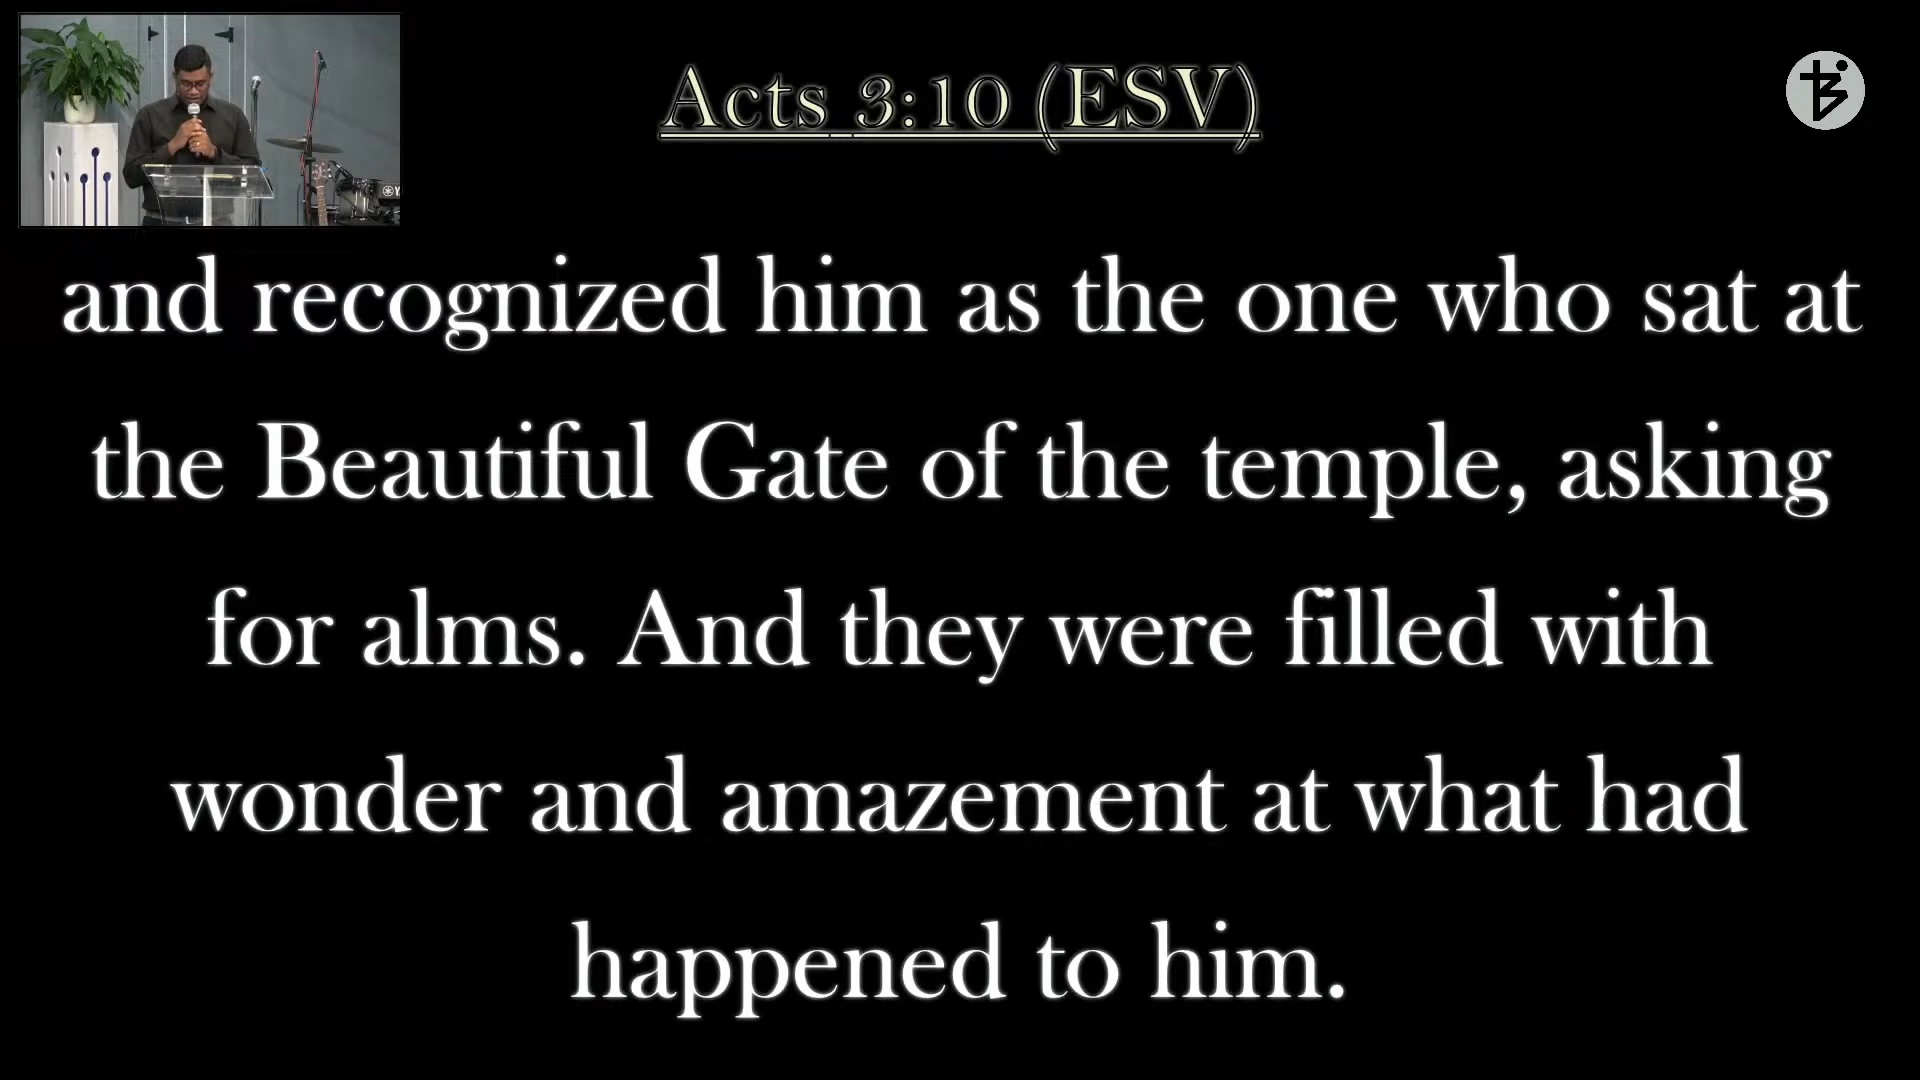 Acts 3:10 (ESV)
and recognized him as the one who sat at
the Beautiful Gate of the temple, asking
for alms. And they were filled with
wonder and amazement at what had
happened to him.